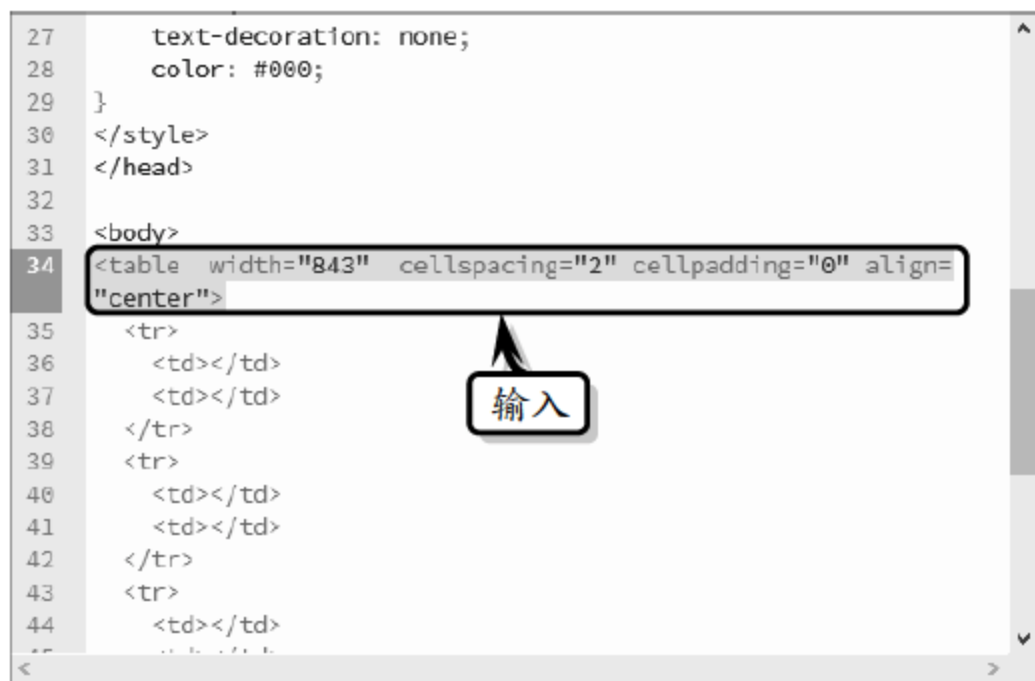 27 text-decoration: none;
28 color: #000;
29 }
30 </style>
31 </head>
32
33 <body>
34 <table  width="843"  cellspacing="2" cellpadding="0" align=
"center">
35 <tr>
36 <td></td>
37 <td></td>
输入
38 </tr>
39 <tr>
40 <td></td>
41 <td></td>
42 </tr>
43 <tr>
44 <td></td>